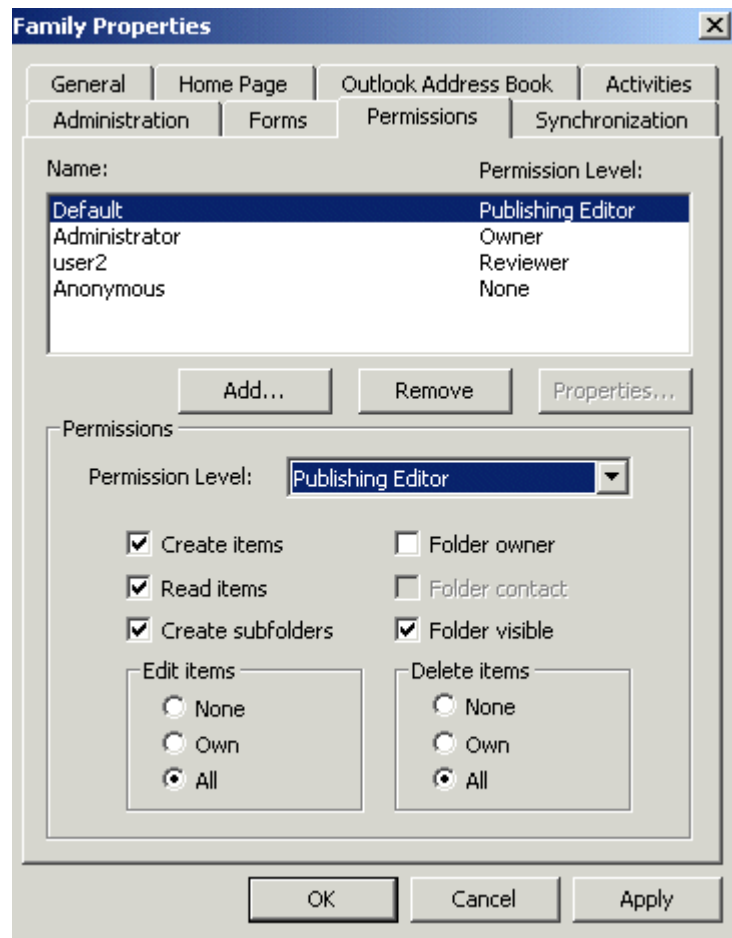 Family Properties
General Home Page Outlook Address Book Activities
Administration Forms Permissions Synchronization
Name: Permission Level:
Default Publishing Editor
Administrator Owner
user2 Reviewer
Anonymous None
Add... Remove Properties...
Permissions
Permission Level: Publishing Editor
Create items Folder owner
Read items Folder contact
Create subfolders Folder visible
Edit items Delete items
None None
Own Own
All All
OK Cancel Apply